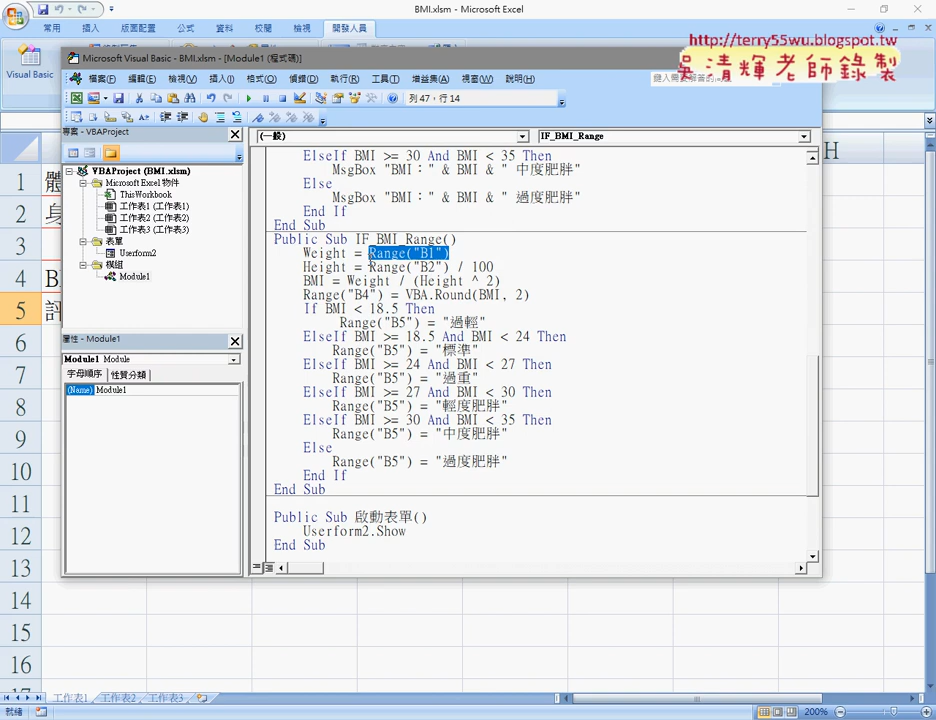 BMI.xlsm - Microsoft Excel
常用 插入 版面配置 公式 資料 校閱 檢視 開發人員
http://terry55wu.blogspot.tw
吳清輝老師錄製
Visual Basic
Microsoft Visual Basic - BMI.xlsm - [Module1 (程式碼)]
檔案(F) 編輯(E) 檢視(V) 插入(I) 格式(O) 偵錯(D) 執行(R) 工具(T) 增益集(A) 視窗(W) 說明(H)
列 47，行 14
專案 - VBAProject
(一般) IF_BMI_Range
VBAProject (BMI.xlsm)
Microsoft Excel 物件
ThisWorkbook
工作表1 (工作表1)
工作表2 (工作表2)
工作表3 (工作表3)
表單
Userform2
模組
Module1
屬性 - Module1
Module1 Module
字母順序 性質分類
(Name) Module1
ElseIf BMI >= 30 And BMI < 35 Then
MsgBox "BMI：" & BMI & " 中度肥胖"
Else
MsgBox "BMI：" & BMI & " 過度肥胖"
End If
End Sub
Public Sub IF_BMI_Range()
Weight = Range("B1")
Height = Range("B2") / 100
BMI = Weight / (Height ^ 2)
Range("B4") = VBA.Round(BMI, 2)
If BMI < 18.5 Then
Range("B5") = "過輕"
ElseIf BMI >= 18.5 And BMI < 24 Then
Range("B5") = "標準"
ElseIf BMI >= 24 And BMI < 27 Then
Range("B5") = "過重"
ElseIf BMI >= 27 And BMI < 30 Then
Range("B5") = "輕度肥胖"
ElseIf BMI >= 30 And BMI < 35 Then
Range("B5") = "中度肥胖"
Else
Range("B5") = "過度肥胖"
End If
End Sub
Public Sub 啟動表單()
Userform2.Show
End Sub
H
1
2
3
4 B
5
6
7
8
9
10
11
12
13
14
15
16
17
工作表1 工作表2 工作表3
就緒 200%